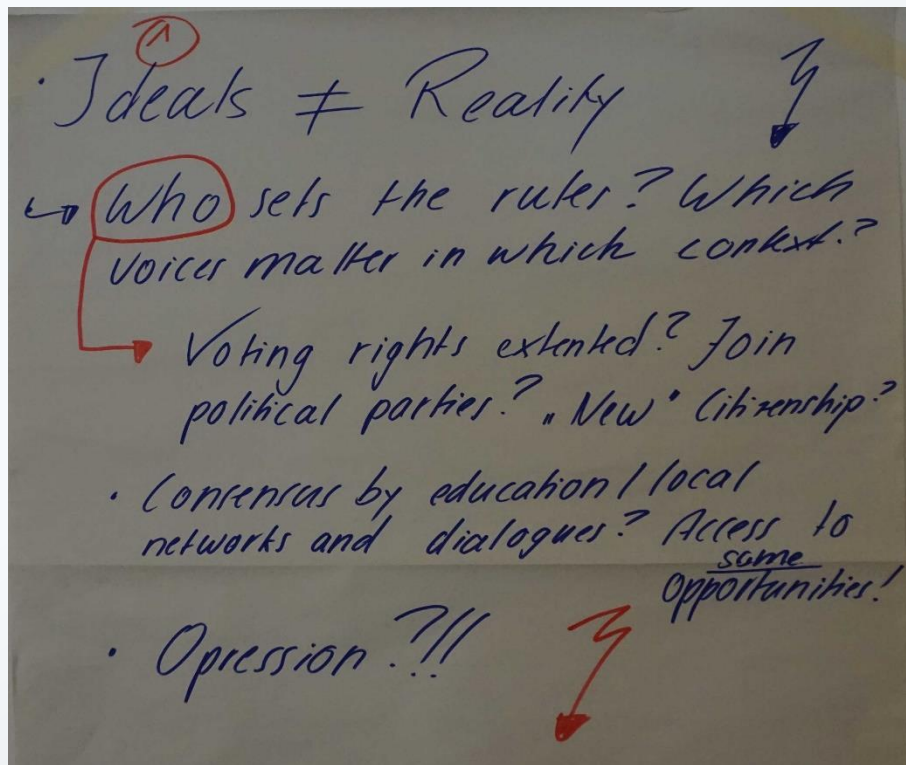 1
· Ideals ≠ Reality
↳ Who sets the rules? Which
voices matter in which context?
Voting rights extented? Join
political parties? „New" Citizenship?
· Consensus by education / local
networks and dialogues? Access to
same
opportunities!
· Opression?!!